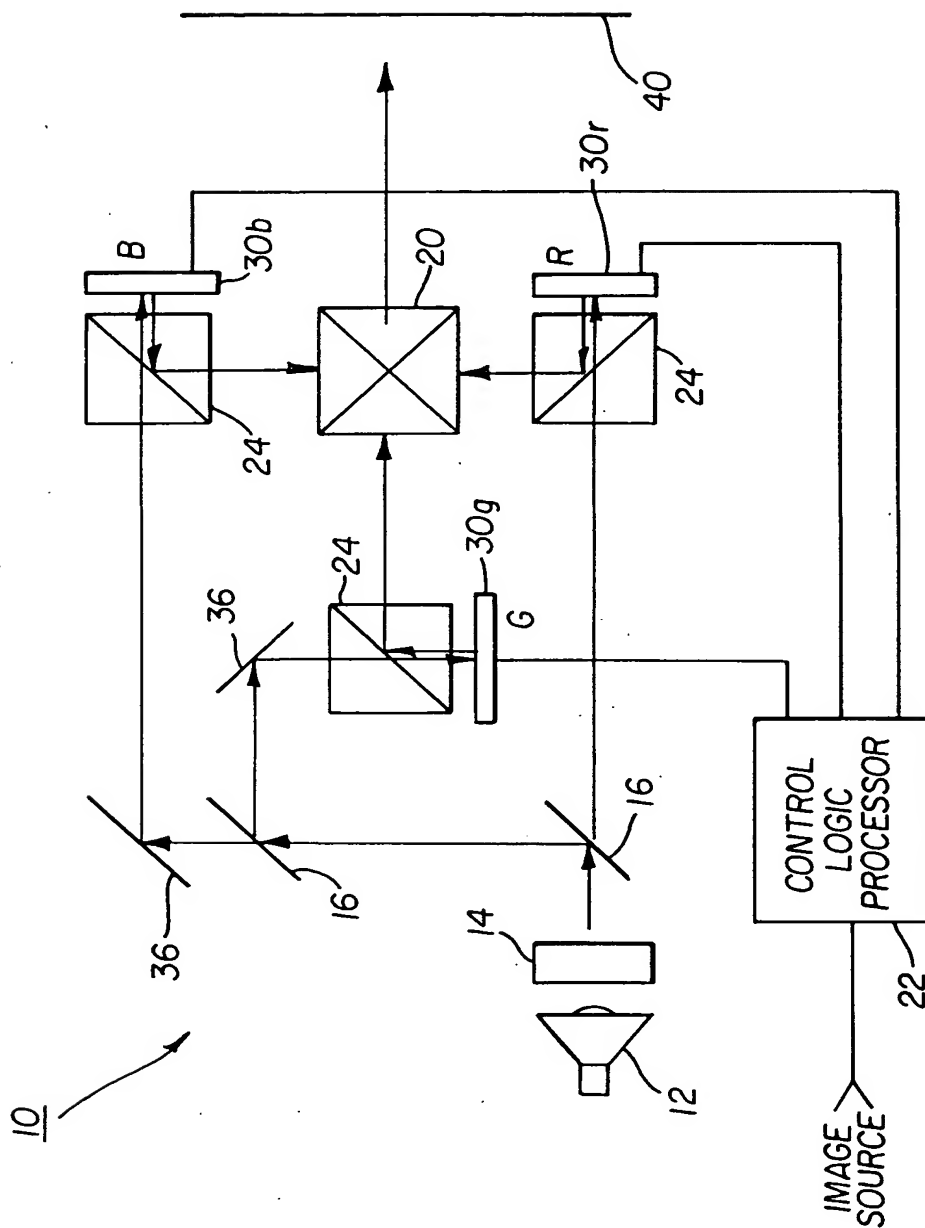 10
40
B
30b
24
20
R
30r
24
36
24
30g
G
36
16
16
14
12
CONTROL
LOGIC
PROCESSOR
22
IMAGE
SOURCE